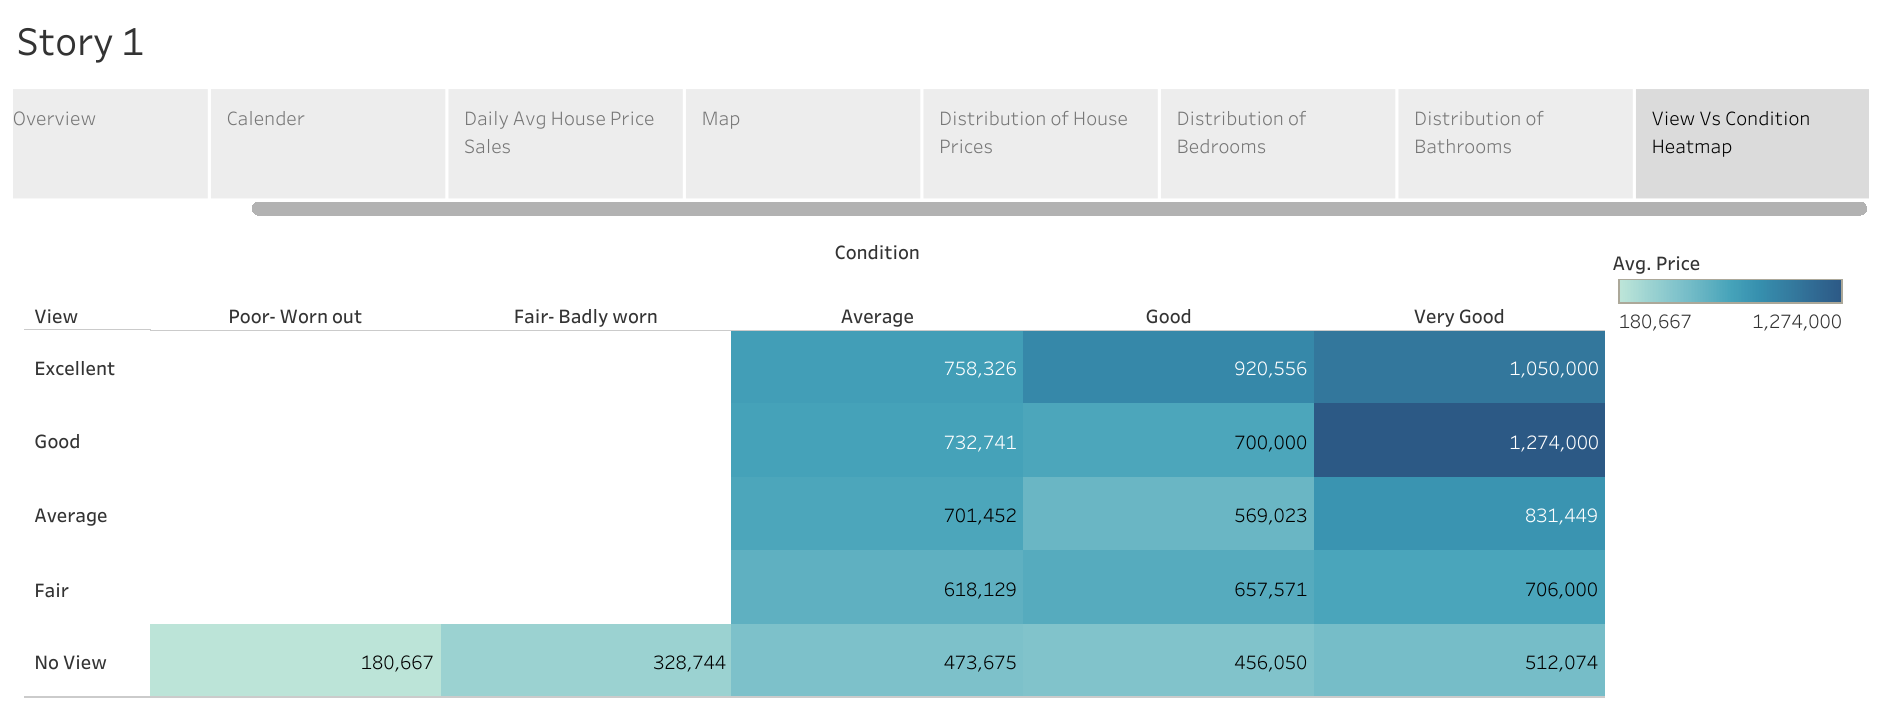 Story 1
Overview
Calender
Daily Avg House Price
Sales
Map
Distribution of House
Prices
Distribution of
Bedrooms
Distribution of
Bathrooms
View Vs Condition
Heatmap
Condition
View Poor- Worn out Fair- Badly worn Average Good Very Good
Excellent 758,326 920,556 1,050,000
Good 732,741 700,000 1,274,000
Average 701,452 569,023 831,449
Fair 618,129 657,571 706,000
No View 180,667 328,744 473,675 456,050 512,074
Avg. Price
180,667 1,274,000